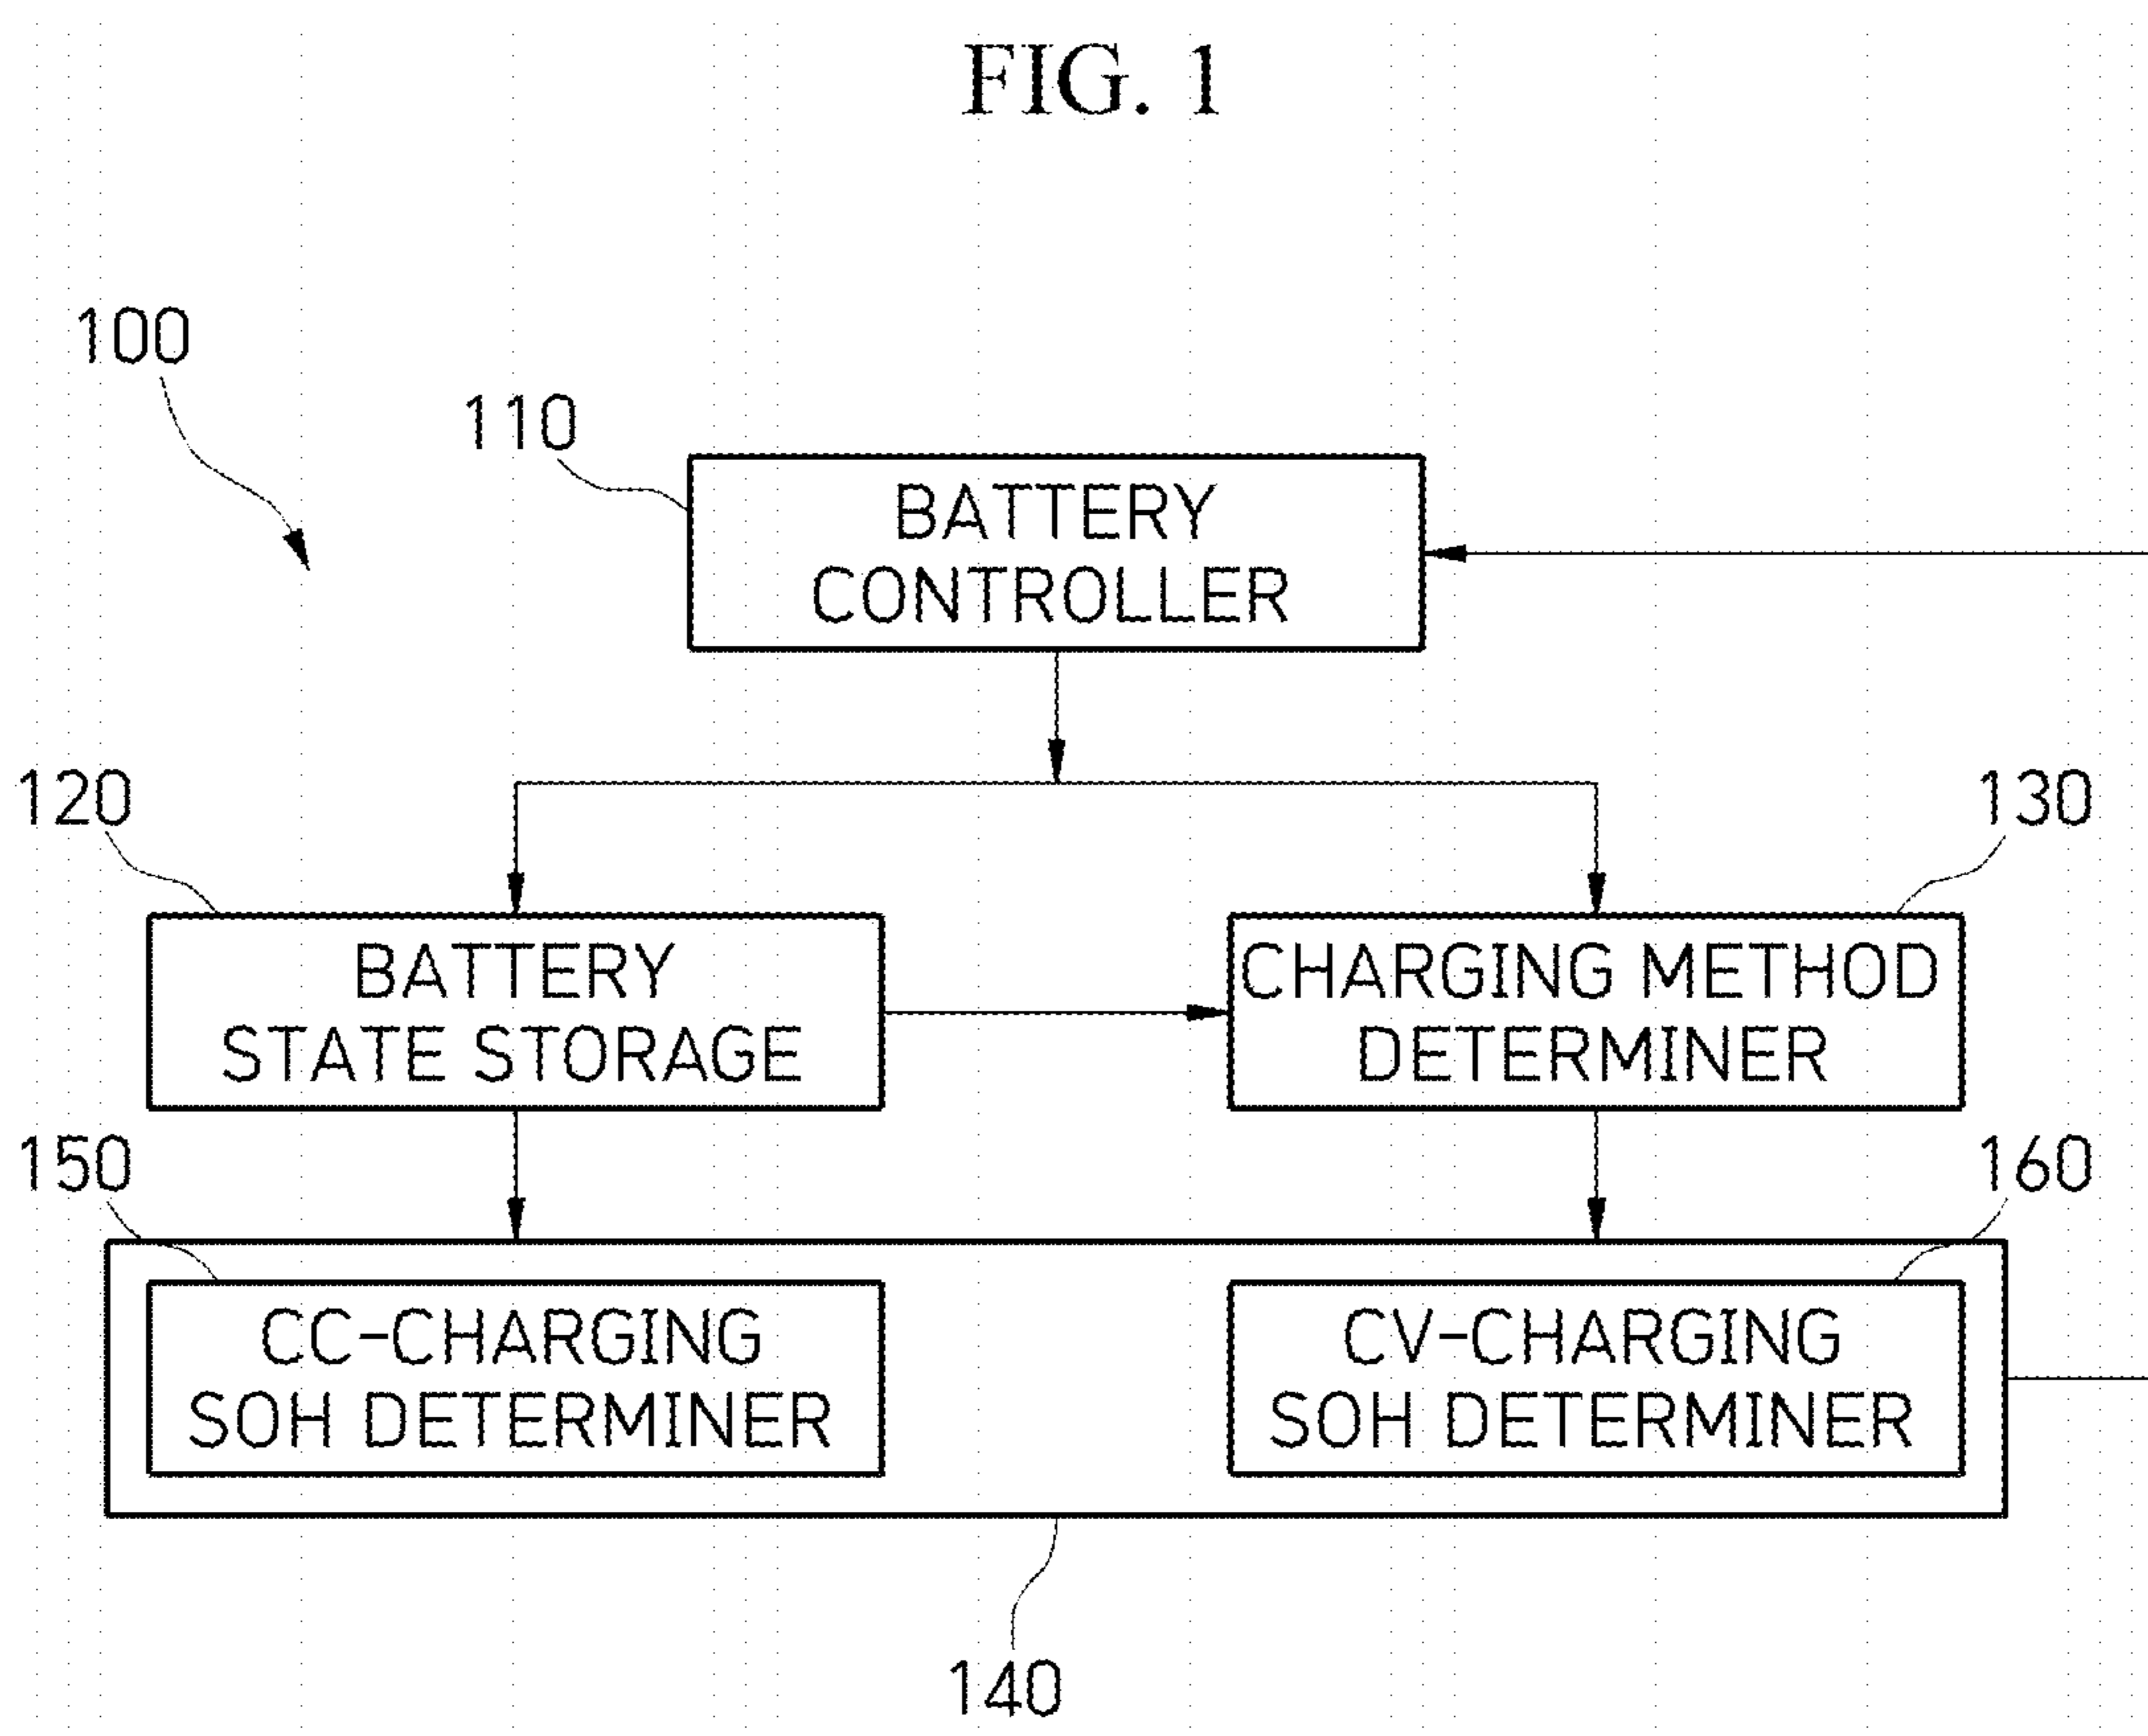 FIG. 1
100
110
BATTERY
CONTROLLER
120
130
BATTERY
STATE STORAGE
CHARGING METHOD
DETERMINER
150
160
CC-CHARGING
SOH DETERMINER
CV-CHARGING
SOH DETERMINER
140